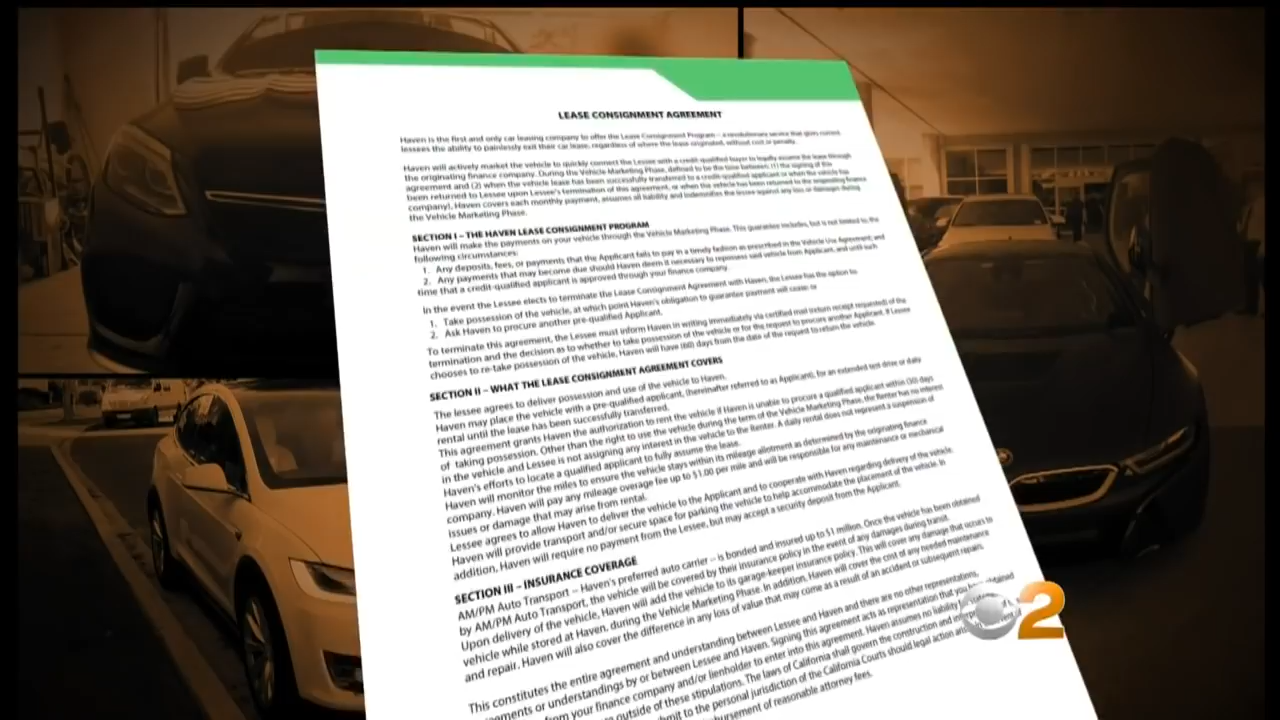 LEASE CONSIGNMENT AGREEMENT
Haven is the first and only car leasing company to offer the Lease Consignment Program – a revolutionary service that gives current
lessees the ability to painlessly exit their car lease, regardless of where the lease originated, without cost or penalty.
Haven will actively market the vehicle to quickly connect the Lessee with a credit-qualified buyer to legally assume the lease through
the originating finance company. During the Vehicle Marketing Phase, defined to be the time between: (1) the signing of this
agreement and (2) when the vehicle lease has been successfully transferred to a credit-qualified applicant or when the vehicle has
been returned to Lessee upon Lessee's termination of this agreement, or when the vehicle has been returned to the originating finance
company), Haven covers each monthly payment, assumes all liability and indemnifies the lessee against any loss or damages during
the Vehicle Marketing Phase.
SECTION I – THE HAVEN LEASE CONSIGNMENT PROGRAM
Haven will make the payments on your vehicle through the Vehicle Marketing Phase. This guarantee includes, but is not limited to, the
following circumstances:
1. Any deposits, fees, or payments that the Applicant fails to pay in a timely fashion as prescribed in the Vehicle Use Agreement; and
2. Any payments that may become due should Haven deem it necessary to repossess said vehicle from Applicant, and until such
time that a credit-qualified applicant is approved through your finance company.
In the event the Lessee elects to terminate the Lease Consignment Agreement with Haven, the Lessee has the option to:
1. Take possession of the vehicle, at which point Haven's obligation to guarantee payment will cease; or
2. Ask Haven to procure another pre-qualified Applicant.
To terminate this agreement, the Lessee must inform Haven in writing immediately via certified mail (return receipt requested) of the
termination and the decision as to whether to take possession of the vehicle or for the request to procure another Applicant. If Lessee
chooses to re-take possession of the vehicle, Haven will have (60) days from the date of the request to return the vehicle.
SECTION II – WHAT THE LEASE CONSIGNMENT AGREEMENT COVERS
The lessee agrees to deliver possession and use of the vehicle to Haven.
Haven may place the vehicle with a pre-qualified applicant, (hereinafter referred to as Applicant), for an extended test drive or daily
rental until the lease has been successfully transferred.
This agreement grants Haven the authorization to rent the vehicle if Haven is unable to procure a qualified applicant within (30) days
of taking possession. Other than the right to use the vehicle during the term of the Vehicle Marketing Phase, the Renter has no interest
in the vehicle and Lessee is not assigning any interest in the vehicle to the Renter. A daily rental does not represent a suspension of
Haven's efforts to locate a qualified applicant to fully assume the lease.
Haven will monitor the miles to ensure the vehicle stays within its mileage allotment as determined by the originating finance
company. Haven will pay any mileage overage fee up to $1.00 per mile and will be responsible for any maintenance or mechanical
issues or damage that may arise from rental.
Lessee agrees to allow Haven to deliver the vehicle to the Applicant and to cooperate with Haven regarding delivery of the vehicle.
Haven will provide transport and/or secure space for parking the vehicle to help accommodate the placement of the vehicle. In
addition, Haven will require no payment from the Lessee, but may accept a security deposit from the Applicant.
SECTION III – INSURANCE COVERAGE
AM/PM Auto Transport – Haven's preferred auto carrier – is bonded and insured up to $1 million. Once the vehicle has been obtained
by AM/PM Auto Transport, the vehicle will be covered by their insurance policy in the event of any damages during transit.
Upon delivery of the vehicle, Haven will add the vehicle to its garage-keeper insurance policy. This will cover any damage that occurs to
vehicle while stored at Haven, during the Vehicle Marketing Phase. In addition, Haven will cover the cost of any needed maintenance
and repair. Haven will also cover the difference in any loss of value that may come as a result of an accident or subsequent repairs.
This constitutes the entire agreement and understanding between Lessee and Haven and there are no other representations,
agreements or understandings by or between Lessee and Haven. Signing this agreement acts as representation that you have obtained
from your finance company and/or lienholder to enter into this agreement. Haven assumes no liability
outside of these stipulations. The laws of California shall govern the construction and
submit to the personal jurisdiction of the California Courts should legal action
disbursement of reasonable attorney fees.
2